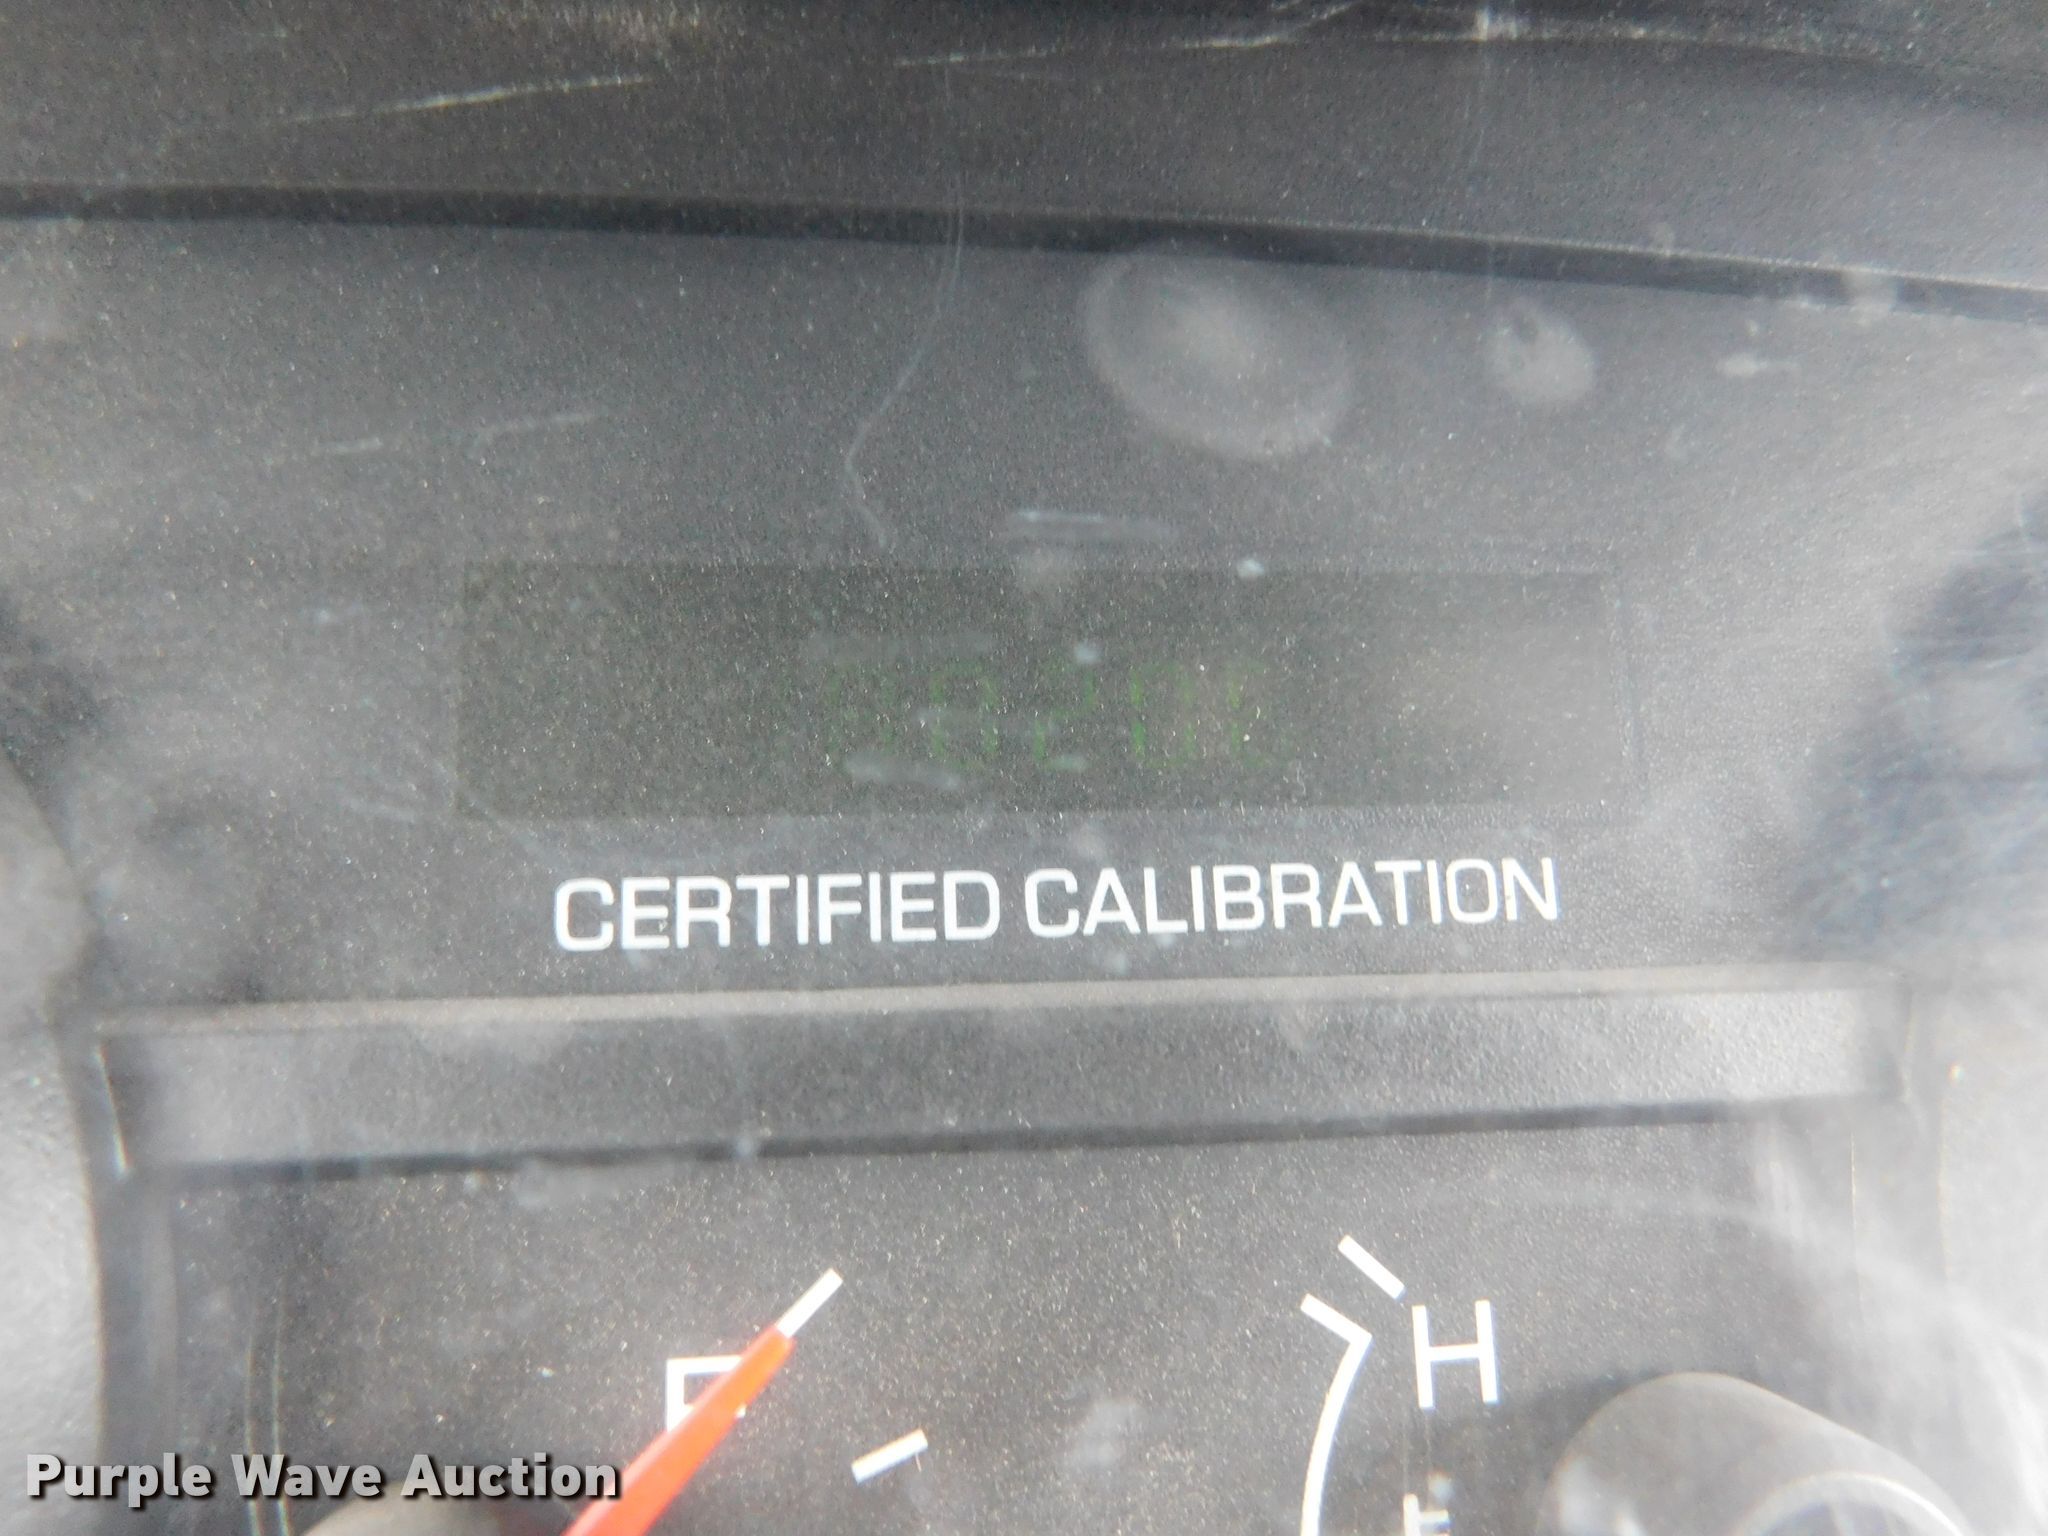 CERTIFIED CALIBRATION
F
H
Purple Wave Auction